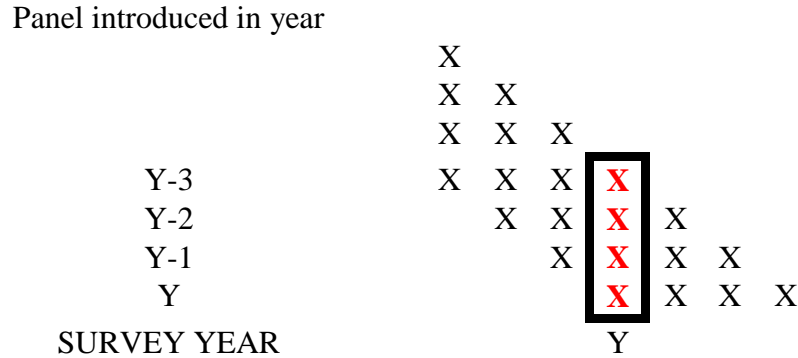 Panel introduced in year
X
X X
X X X
Y-3 X X X X
Y-2 X X X X
Y-1 X X X X
Y X X X X
SURVEY YEAR Y